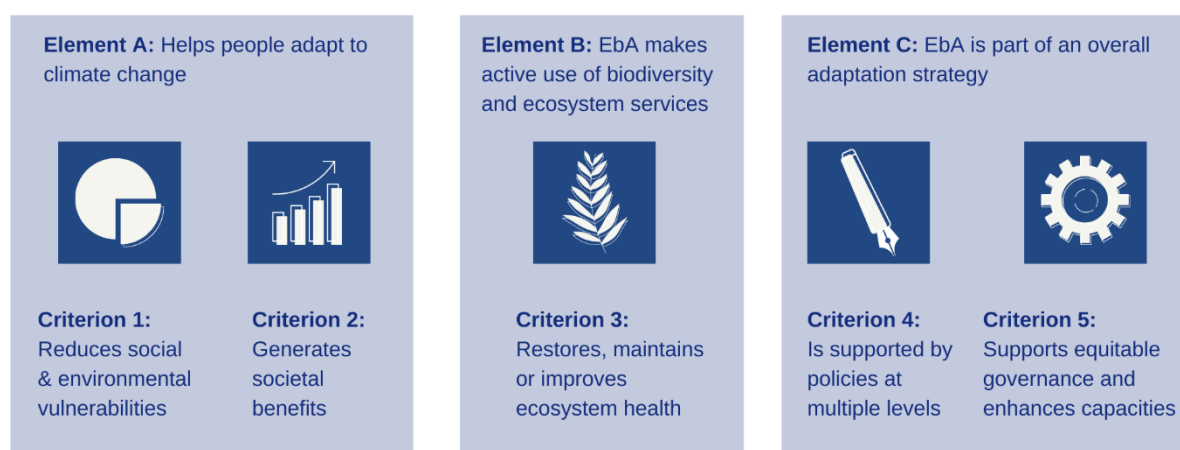 Element A: Helps people adapt to
climate change
Element B: EbA makes
active use of biodiversity
and ecosystem services
Element C: EbA is part of an overall
adaptation strategy
Criterion 1:
Reduces social
& environmental
vulnerabilities
Criterion 2:
Generates
societal
benefits
Criterion 3:
Restores, maintains
or improves
ecosystem health
Criterion 4:
Is supported by
policies at
multiple levels
Criterion 5:
Supports equitable
governance and
enhances capacities